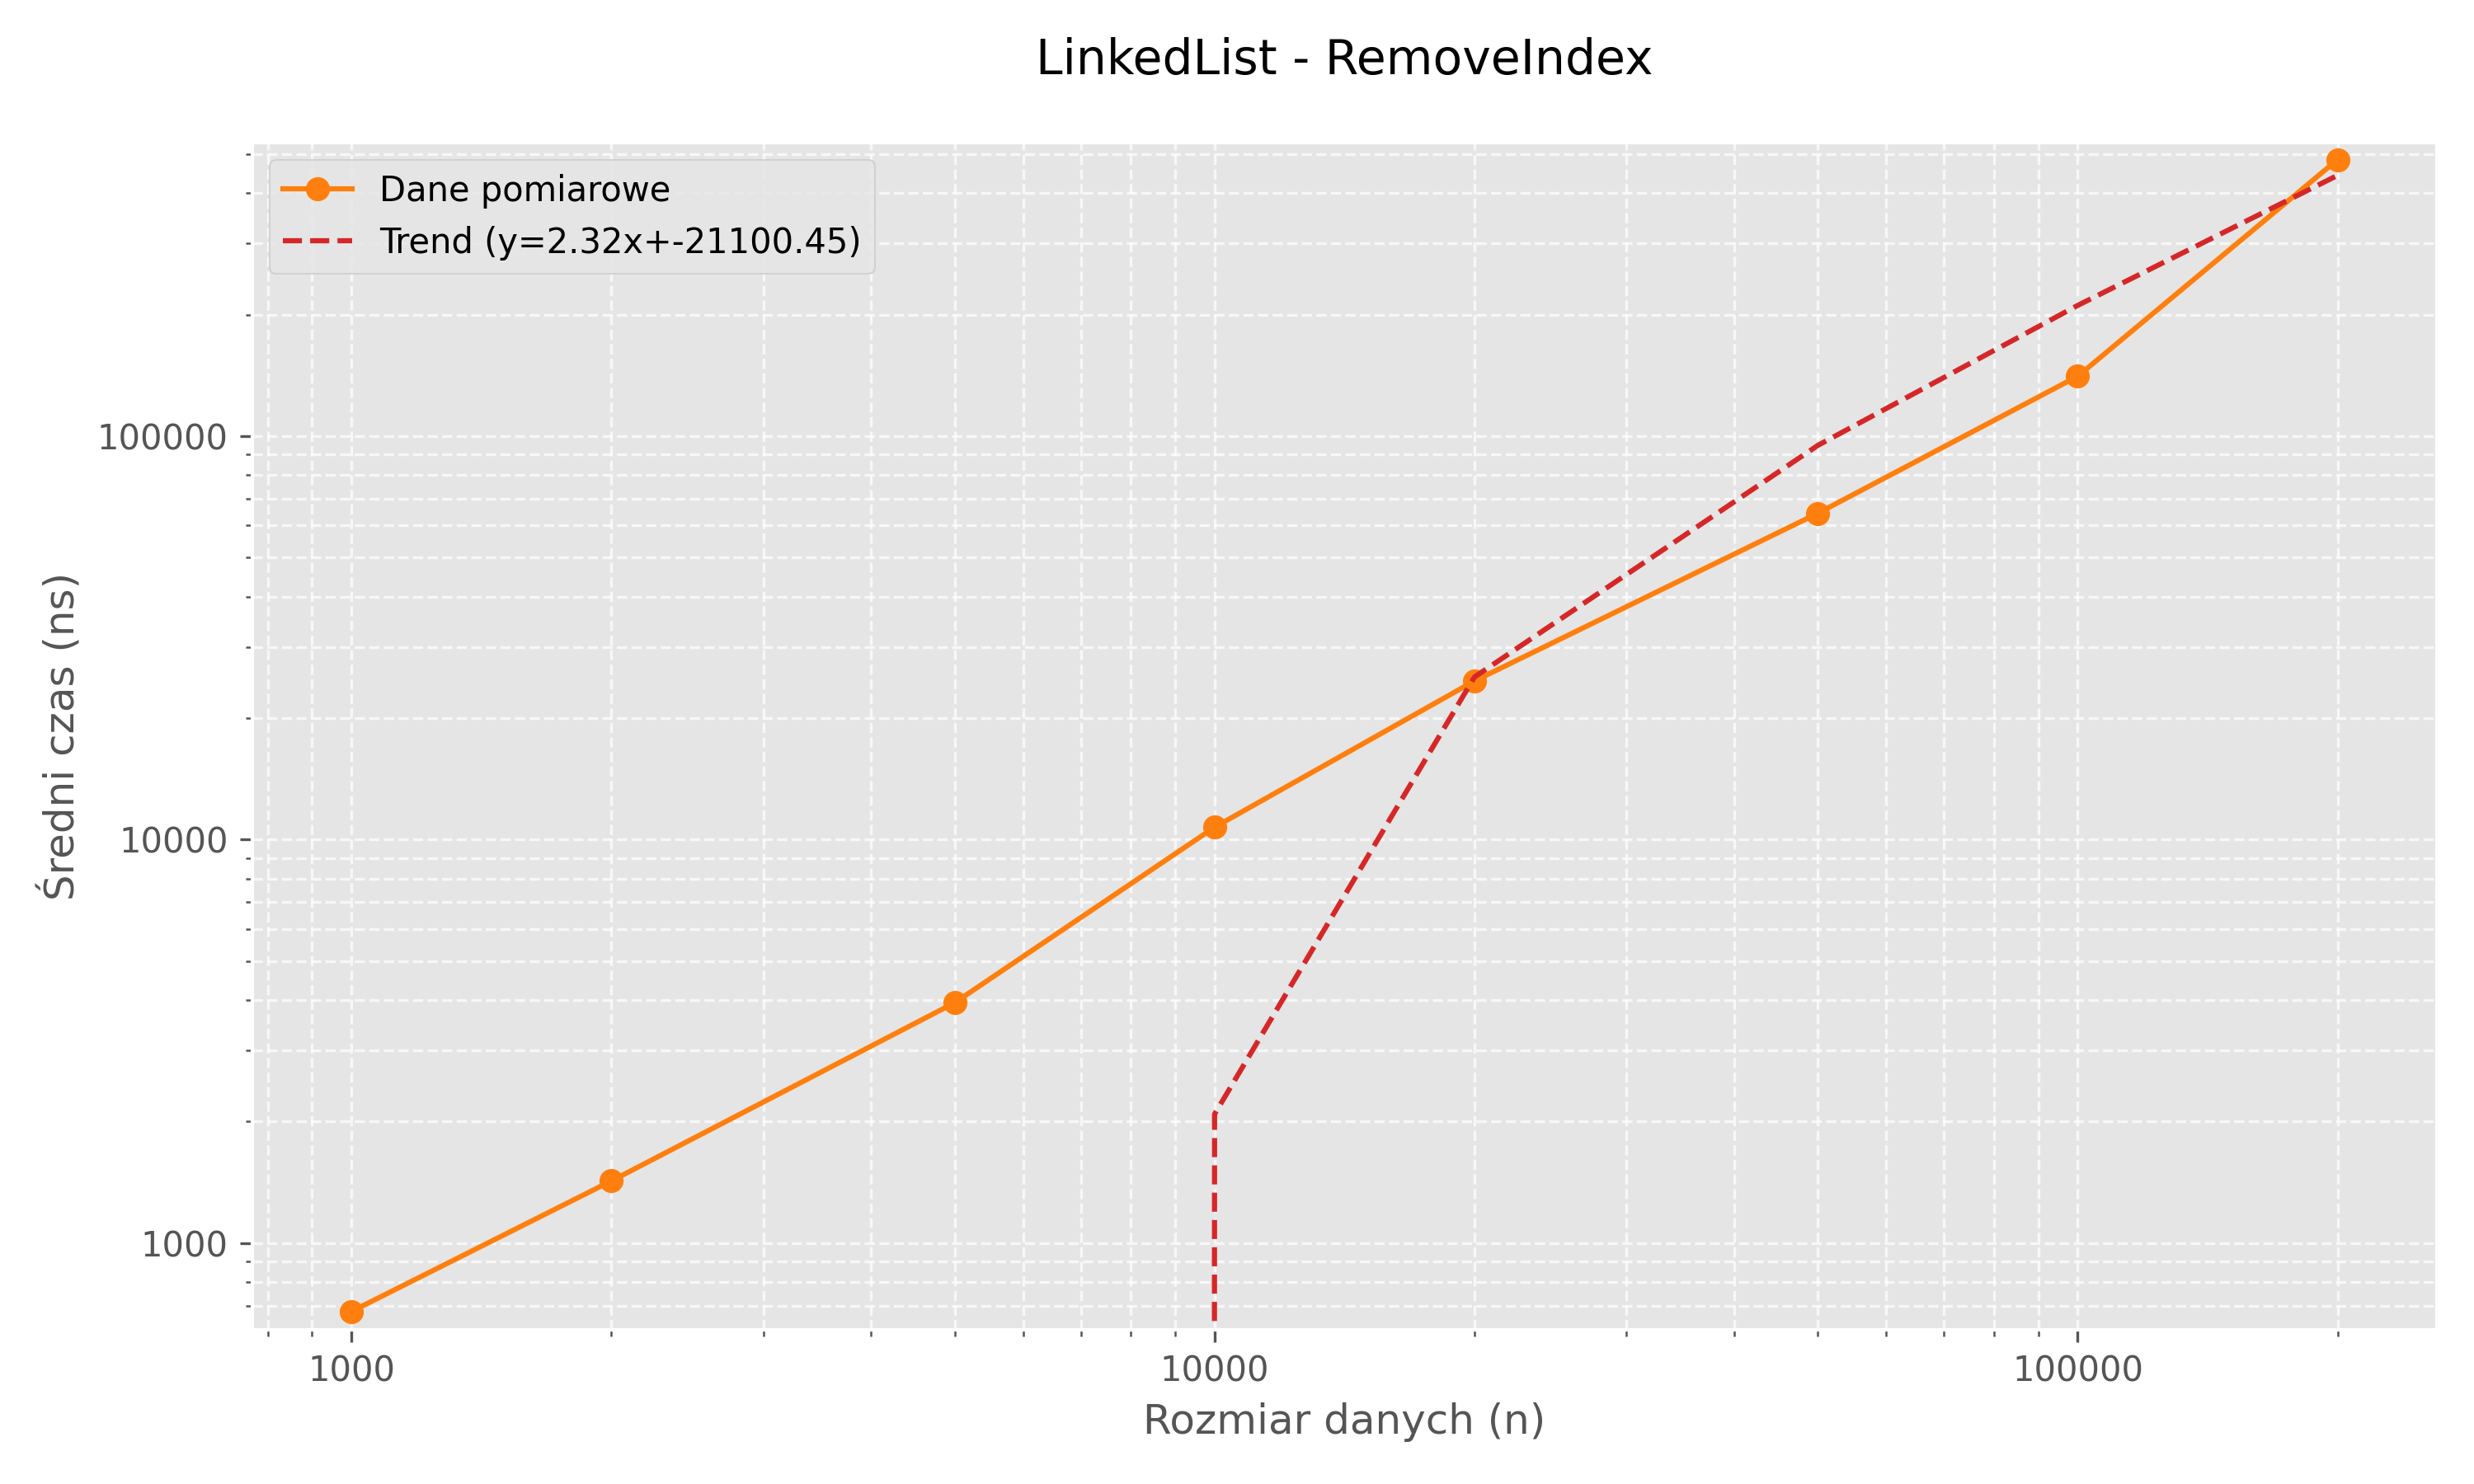 LinkedList - RemoveIndex
Dane pomiarowe
Trend (y=2.32x+-21100.45)
Średni czas (ns)
100000
10000
1000
1000
10000
100000
Rozmiar danych (n)